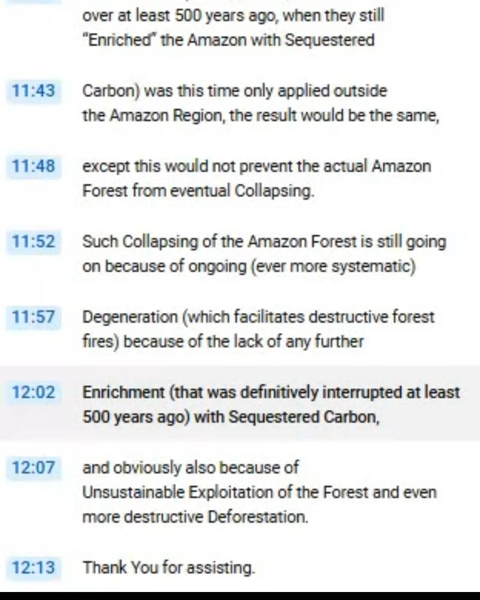 over at least 500 years ago, when they still
"Enriched" the Amazon with Sequestered
11:43
Carbon) was this time only applied outside
the Amazon Region, the result would be the same,
11:48
except this would not prevent the actual Amazon
Forest from eventual Collapsing.
11:52
Such Collapsing of the Amazon Forest is still going
on because of ongoing (ever more systematic)
11:57
Degeneration (which facilitates destructive forest
fires) because of the lack of any further
12:02
Enrichment (that was definitively interrupted at least
500 years ago) with Sequestered Carbon,
12:07
and obviously also because of
Unsustainable Exploitation of the Forest and even
more destructive Deforestation.
12:13
Thank You for assisting.